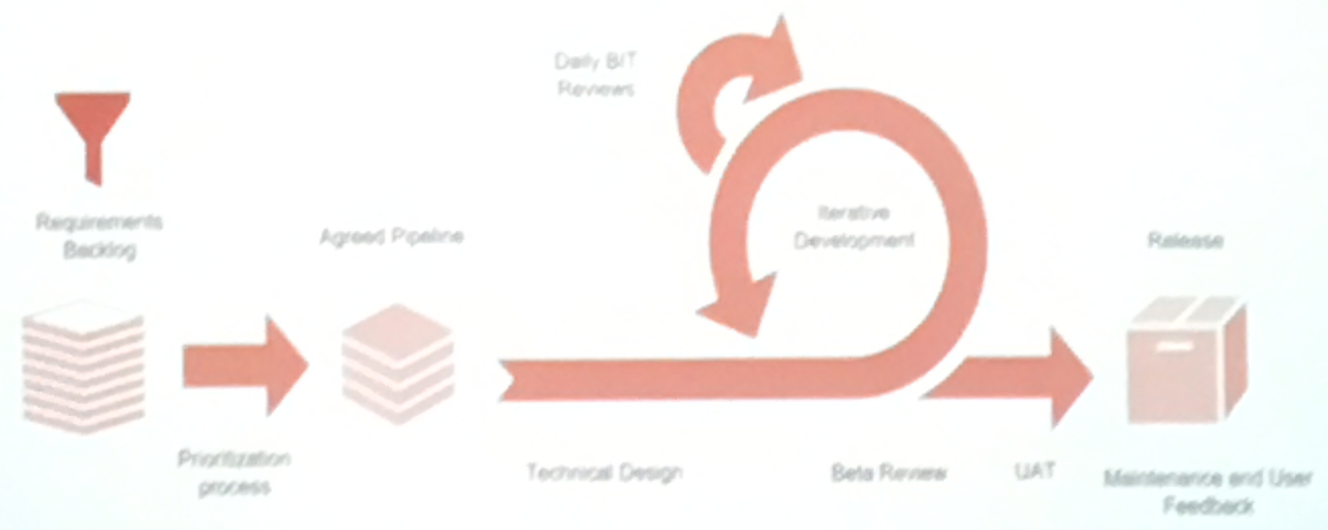 Daily BIT
Reviews
Requirements
Backlog
Agreed Pipeline
Iterative
Development
Release
Prioritization
process
Technical Design
Beta Review
UAT
Maintenance and User
Feedback